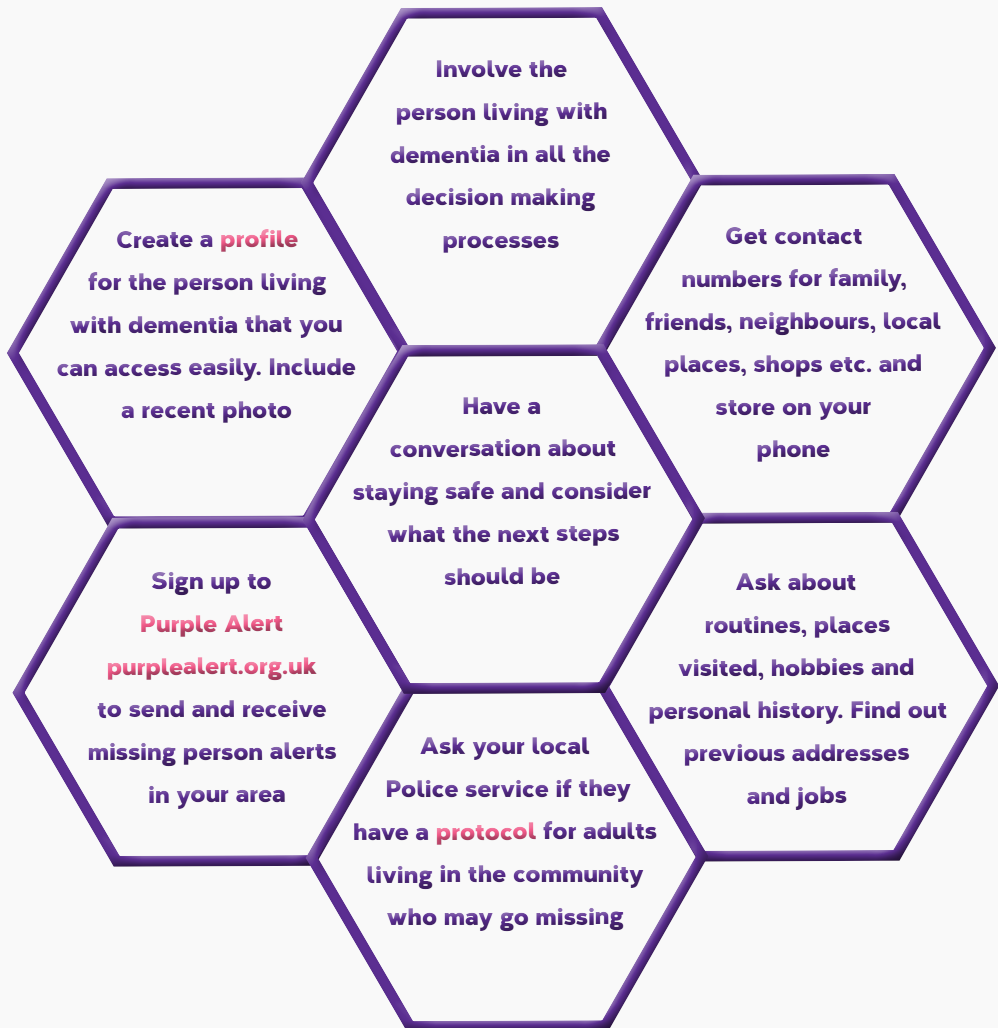 Involve the
person living with
dementia in all the
decision making
processes
Create a profile
for the person living
with dementia that you
can access easily. Include
a recent photo
Get contact
numbers for family,
friends, neighbours, local
places, shops etc. and
store on your
phone
Have a
conversation about
staying safe and consider
what the next steps
should be
Sign up to
Purple Alert
purplealert.org.uk
to send and receive
missing person alerts
in your area
Ask about
routines, places
visited, hobbies and
personal history. Find out
previous addresses
and jobs
Ask your local
Police service if they
have a protocol for adults
living in the community
who may go missing